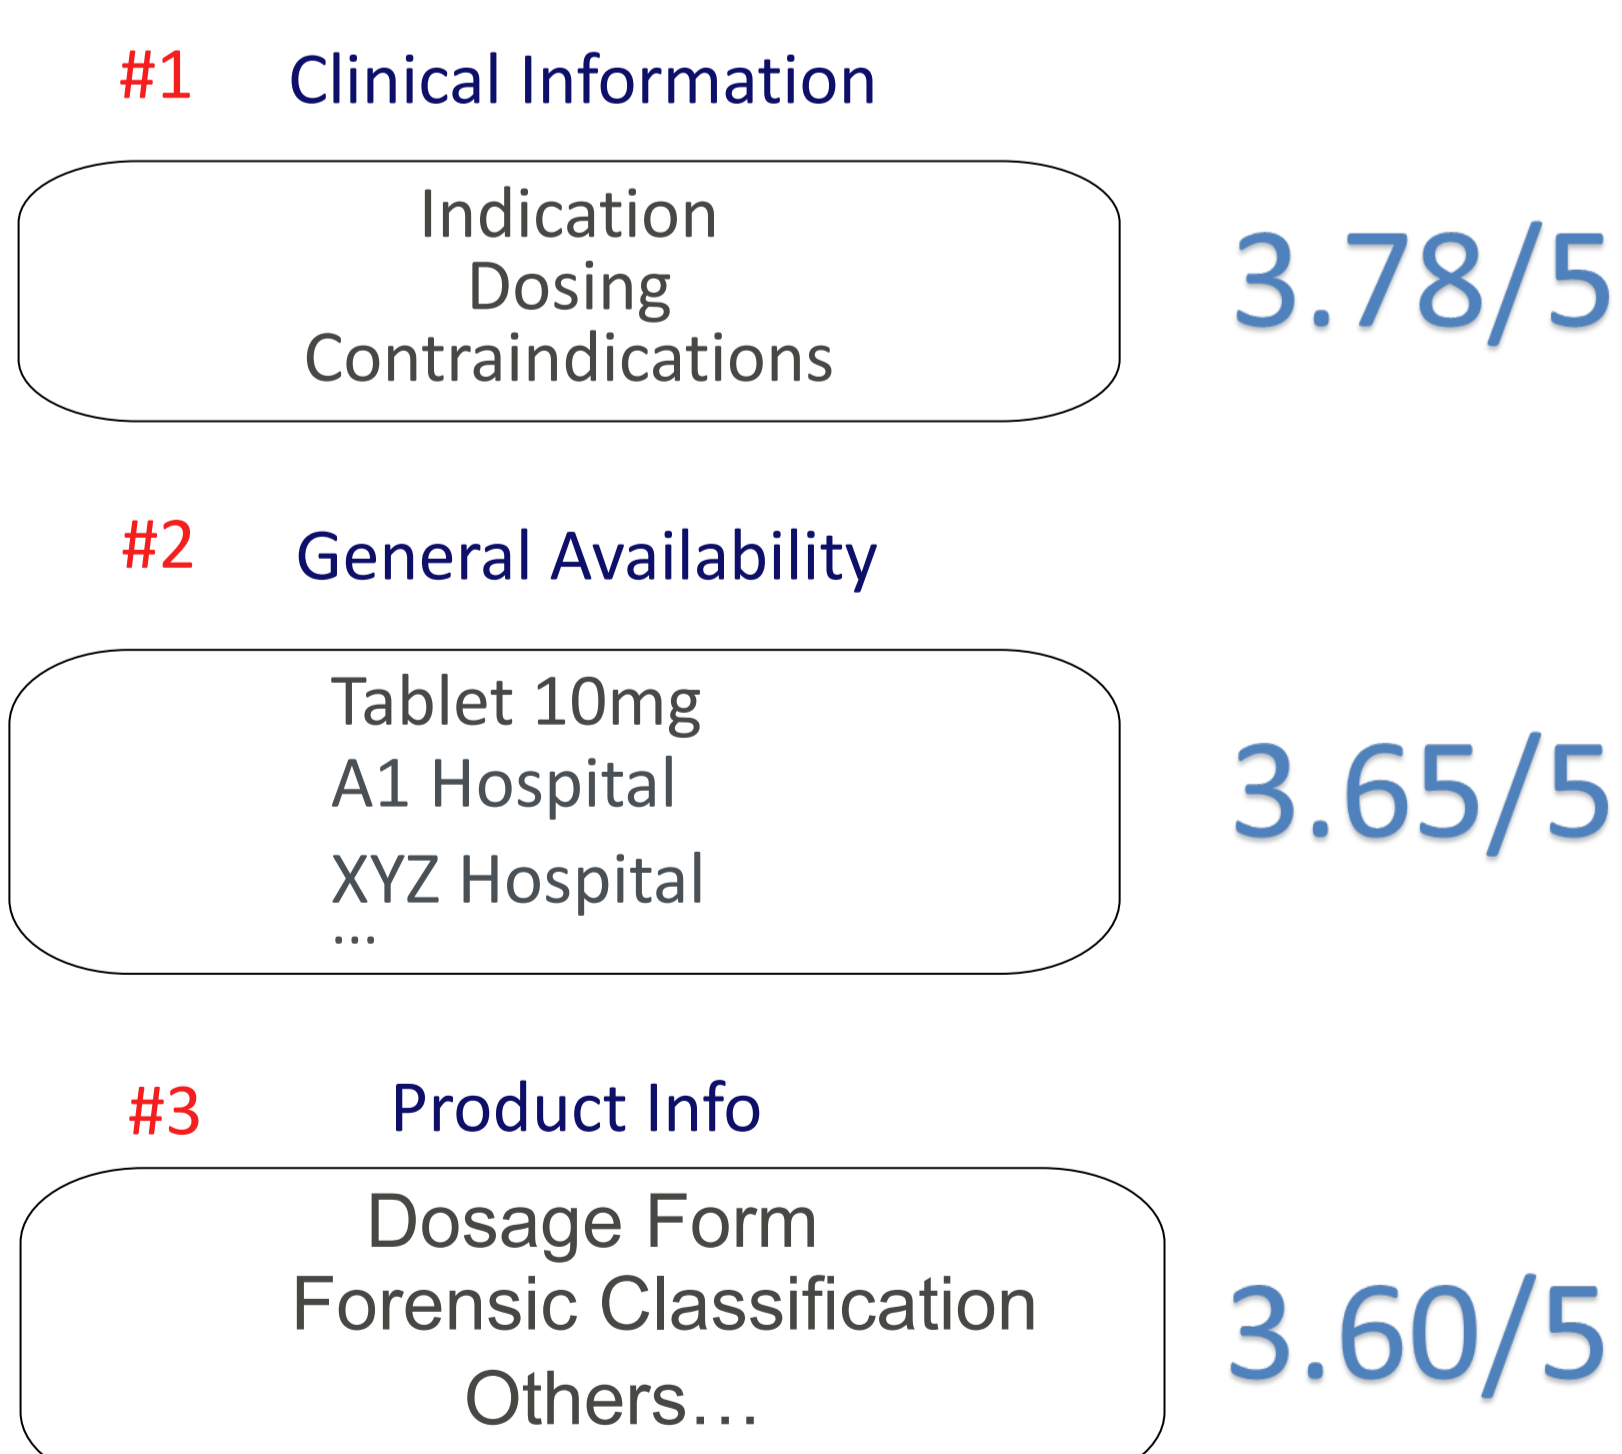 #1 Clinical Information
Indication
Dosing
Contraindications
3.78/5
#2 General Availability
Tablet 10mg
A1 Hospital
XYZ Hospital
...
3.65/5
#3 Product Info
Dosage Form
Forensic Classification
Others...
3.60/5